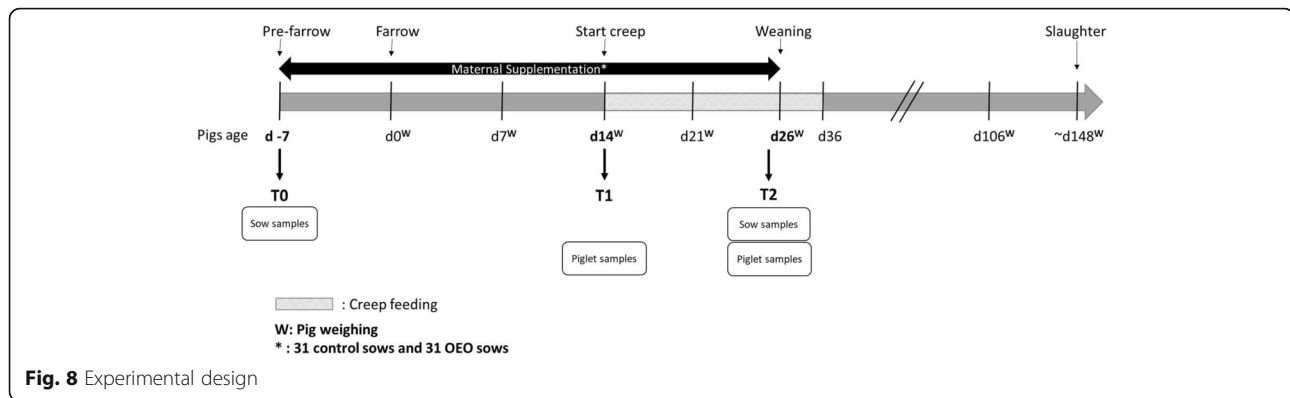 Pre-farrow Farrow Start creep Weaning Slaughter
Maternal Supplementation*
Pigs age d -7 d0W d7W d14W d21W d26W d36 d106W ~d148W
T0 T1 T2
Sow samples Sow samples
Piglet samples Piglet samples
: Creep feeding
W: Pig weighing
* : 31 control sows and 31 OEO sows
Fig. 8 Experimental design